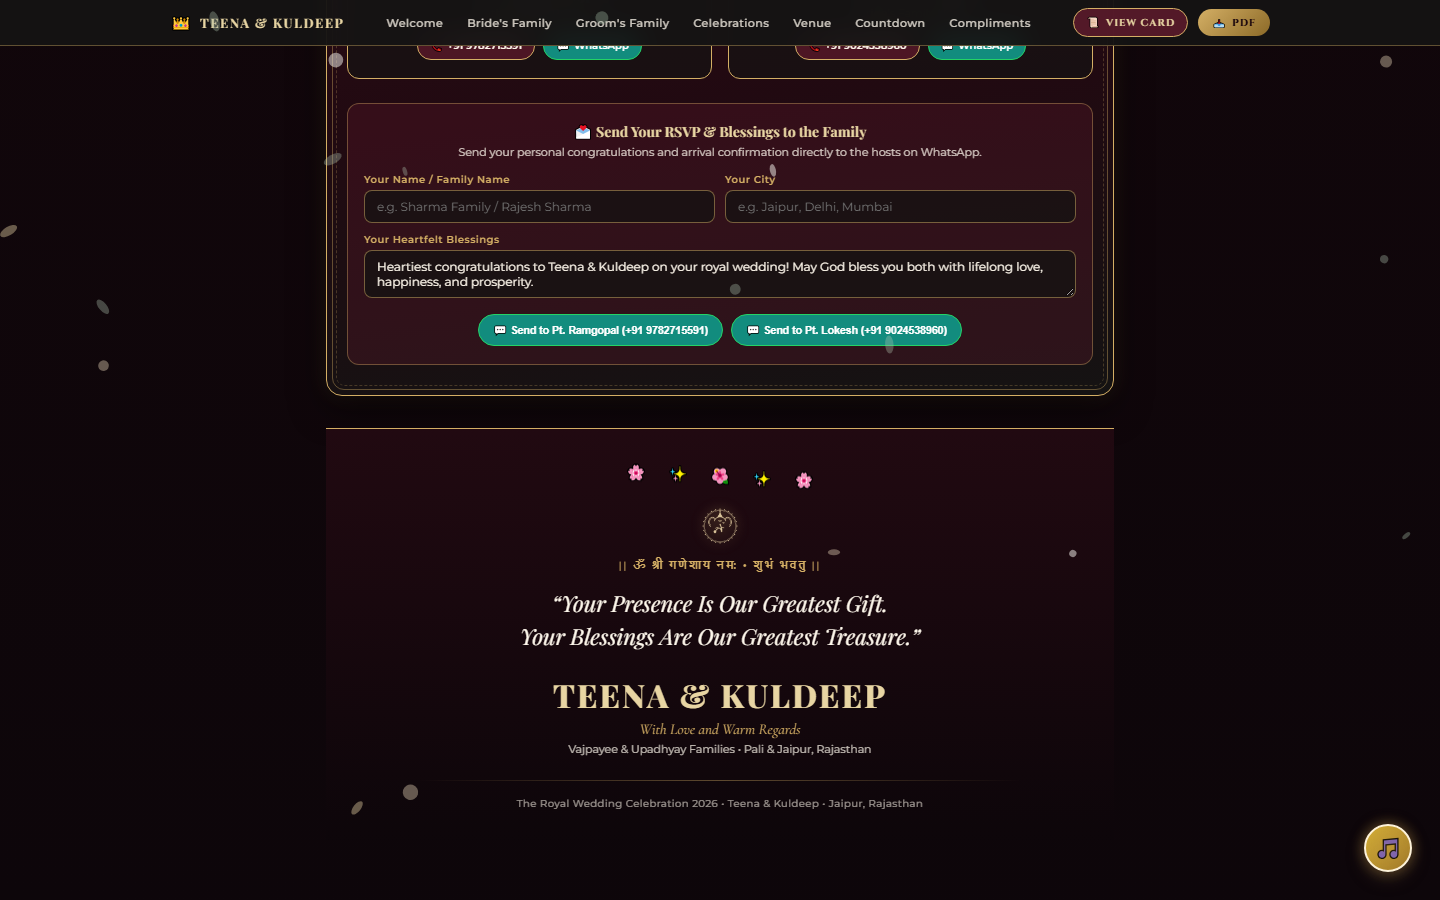 TEENA & KULDEEP
Welcome
Bride's Family
Groom's Family
Celebrations
Venue
Countdown
Compliments
VIEW CARD
PDF
+91 9782715591
WhatsApp
+91 9024538960
WhatsApp
Send Your RSVP & Blessings to the Family
Send your personal congratulations and arrival confirmation directly to the hosts on WhatsApp.
Your Name / Family Name
Your City
e.g. Sharma Family / Rajesh Sharma
e.g. Jaipur, Delhi, Mumbai
Your Heartfelt Blessings
Heartiest congratulations to Teena & Kuldeep on your royal wedding! May God bless you both with lifelong love,
happiness, and prosperity.
Send to Pt. Ramgopal (+91 9782715591)
Send to Pt. Lokesh (+91 9024538960)
|| ॐ श्री गणेशाय नमः • शुभं भवतु ||
“Your Presence Is Our Greatest Gift.
Your Blessings Are Our Greatest Treasure.”
TEENA & KULDEEP
With Love and Warm Regards
Vajpayee & Upadhyay Families • Pali & Jaipur, Rajasthan
The Royal Wedding Celebration 2026 • Teena & Kuldeep • Jaipur, Rajasthan